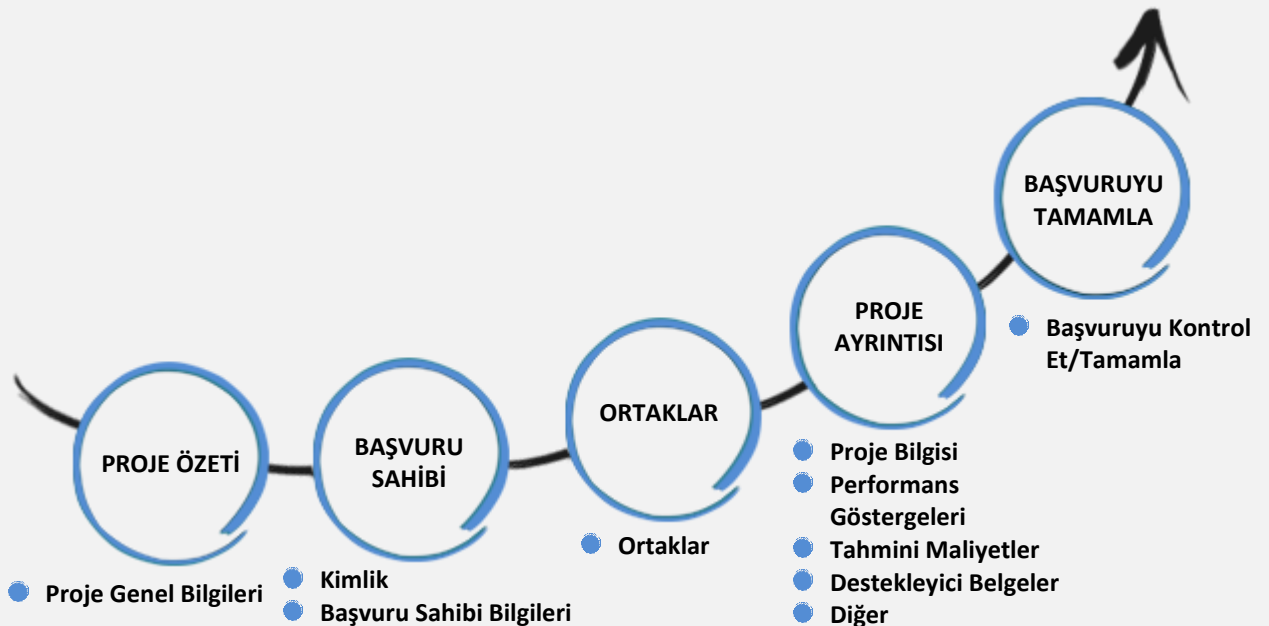 PROJE ÖZETİ
Proje Genel Bilgileri
BAŞVURU
SAHİBİ
Kimlik
Başvuru Sahibi Bilgileri
ORTAKLAR
Ortaklar
PROJE
AYRINTISI
Proje Bilgisi
Performans
Göstergeleri
Tahmini Maliyetler
Destekleyici Belgeler
Diğer
BAŞVURUYU
TAMAMLA
Başvuruyu Kontrol
Et/Tamamla